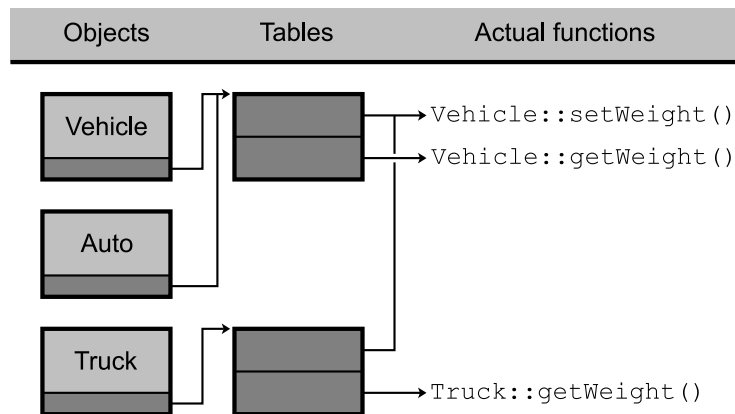 Objects Tables Actual functions
Vehicle
Vehicle::setWeight()
Vehicle::getWeight()
Auto
Truck
Truck::getWeight()